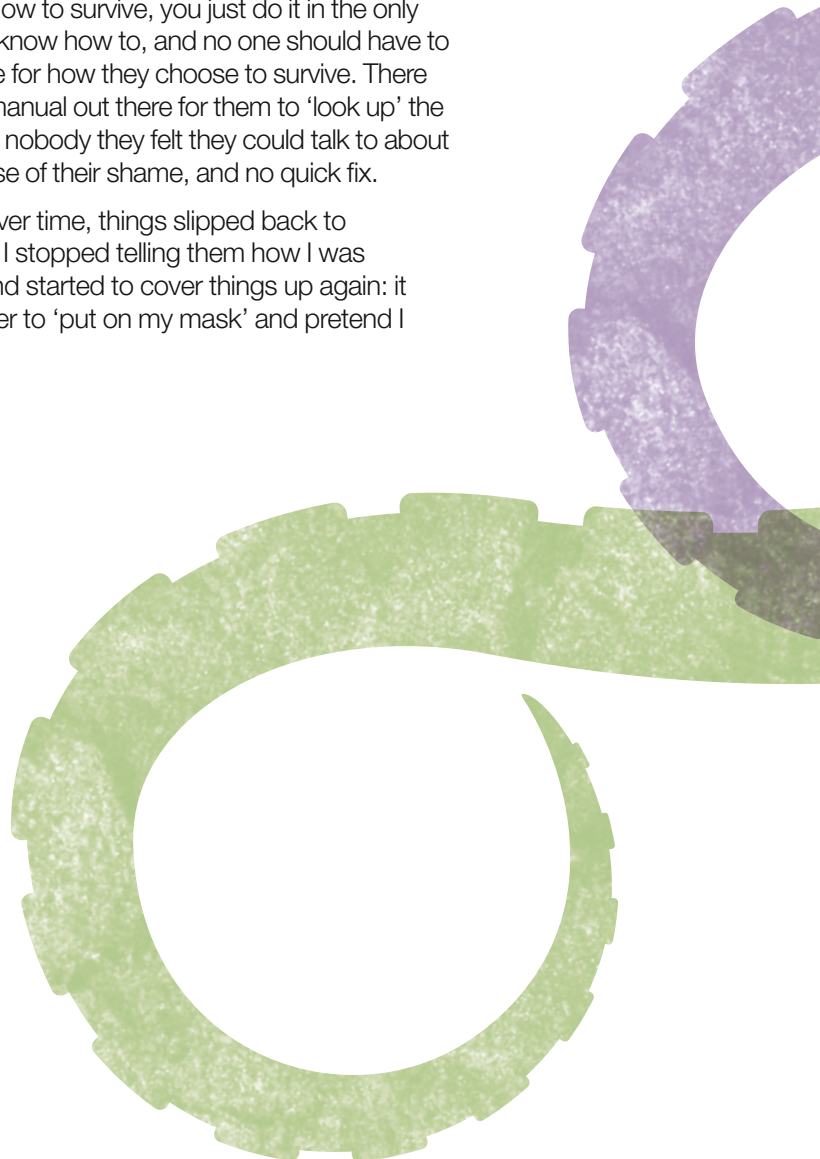 ow to survive, you just do it in the only
know how to, and no one should have to
e for how they choose to survive. There
manual out there for them to ‘look up’ the
nobody they felt they could talk to about
se of their shame, and no quick fix.
ver time, things slipped back to
I stopped telling them how I was
nd started to cover things up again: it
er to ‘put on my mask’ and pretend I